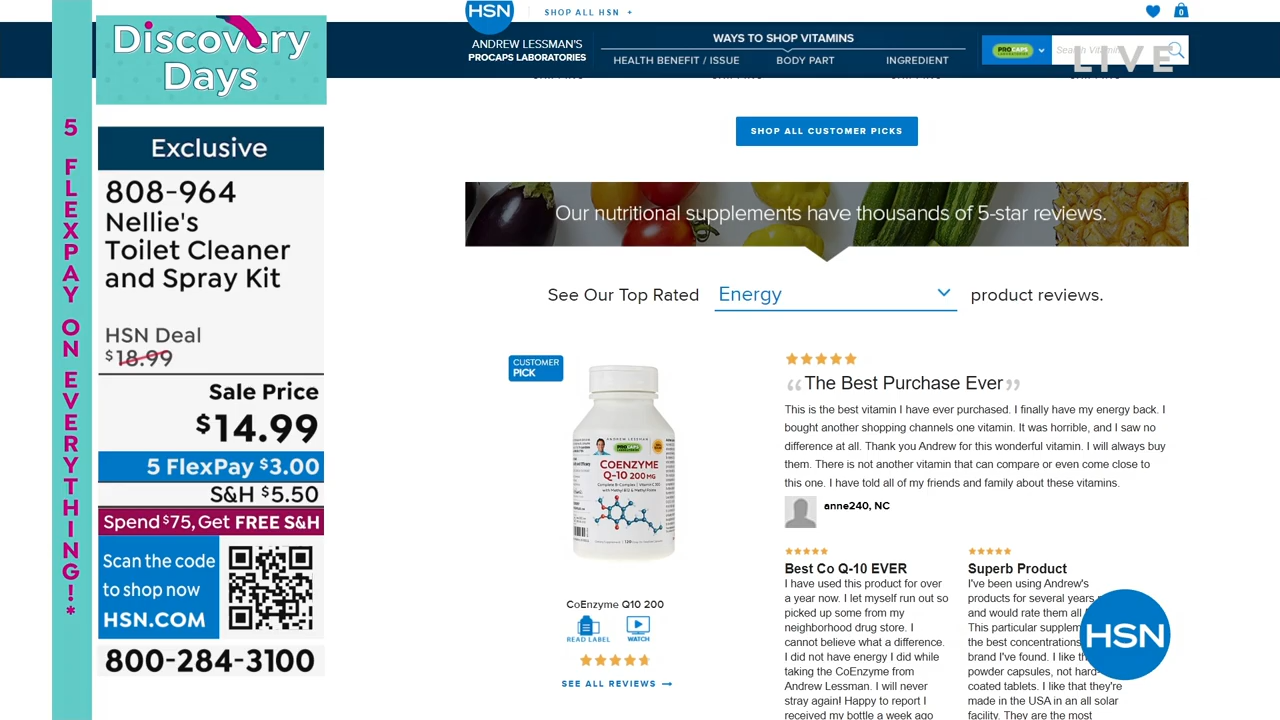 Discovery
Days
5 FLEXPAY ON EVERYTHING!*
Exclusive
808-964
Nellie's
Toilet Cleaner
and Spray Kit
HSN Deal
$18.99
Sale Price
$14.99
5 FlexPay $3.00
S&H $5.50
Spend $75, Get FREE S&H
Scan the code
to shop now
HSN.COM
800-284-3100
HSN
SHOP ALL HSN +
0
ANDREW LESSMAN'S
PROCAPS LABORATORIES
WAYS TO SHOP VITAMINS
HEALTH BENEFIT / ISSUE
BODY PART
INGREDIENT
PROCAPS
LIVE
SHOP ALL CUSTOMER PICKS
Our nutritional supplements have thousands of 5-star reviews.
See Our Top Rated Energy product reviews.
CUSTOMER
PICK
ANDREW LESSMAN
PROCAPS
COENZYME
Q-10 200 MG
CoEnzyme Q10 200
READ LABEL
WATCH
SEE ALL REVIEWS
“The Best Purchase Ever”
This is the best vitamin I have ever purchased. I finally have my energy back. I
bought another shopping channels one vitamin. It was horrible, and I saw no
difference at all. Thank you Andrew for this wonderful vitamin. I will always buy
them. There is not another vitamin that can compare or even come close to
this one. I have told all of my friends and family about these vitamins.
anne240, NC
Best Co Q-10 EVER
I have used this product for over
a year now. I let myself run out so
picked up some from my
neighborhood drug store. I
cannot believe what a difference.
I did not have energy I did while
taking the CoEnzyme from
Andrew Lessman. I will never
stray again! Happy to report I
received my bottle a week ago
Superb Product
I've been using Andrew's
products for several years
and would rate them all
This particular
the best
brand I've found. I like
powder capsules, not
coated tablets. I like that they're
made in the USA in an all solar
facility. They are the most
HSN